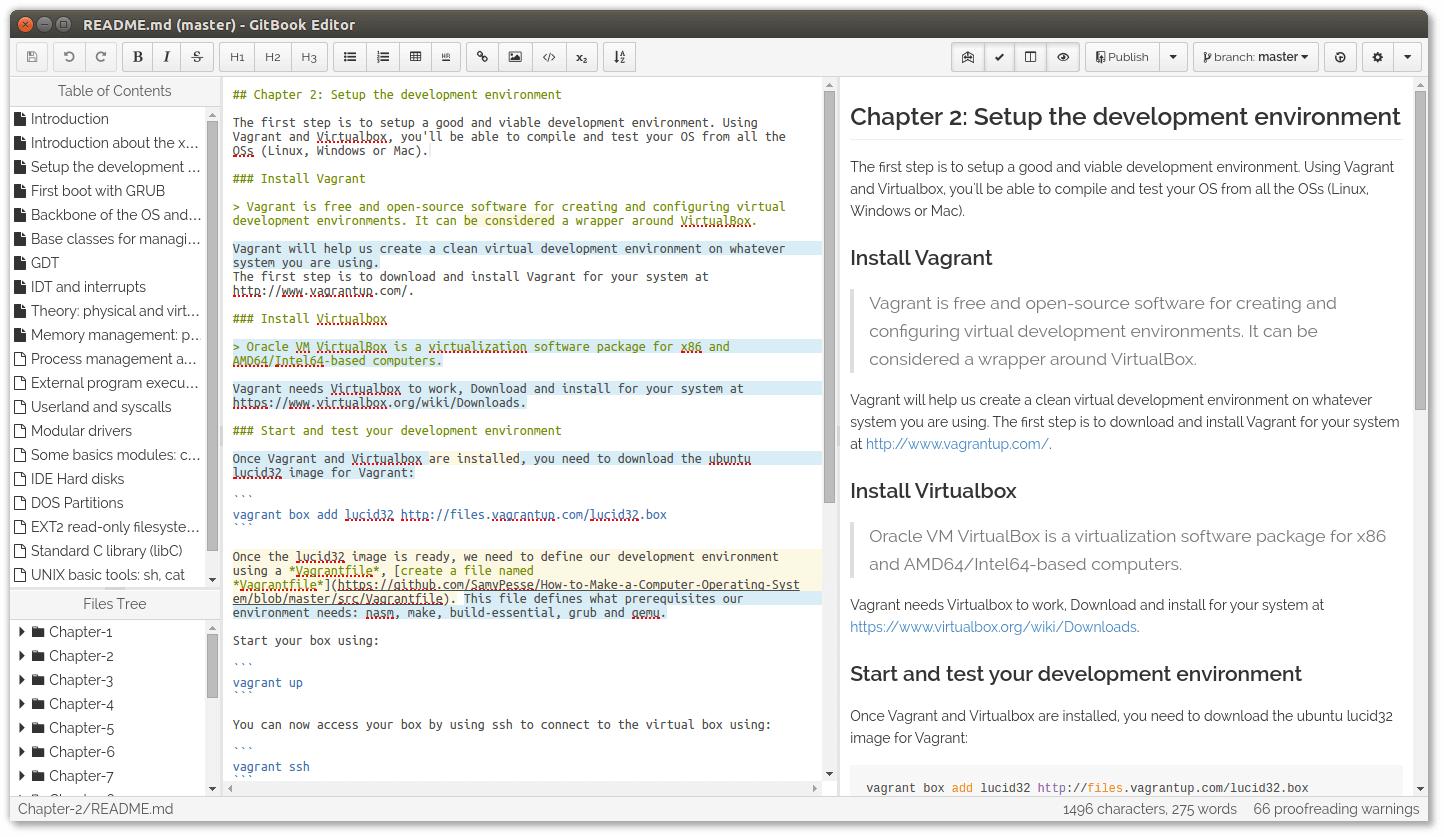 README.md (master) - GitBook Editor
B I S H1 H2 H3 Publish branch: master
Table of Contents
Introduction
Introduction about the x...
Setup the development ...
First boot with GRUB
Backbone of the OS and...
Base classes for managi...
GDT
IDT and interrupts
Theory: physical and virt...
Memory management: p...
Process management a...
External program execu...
Userland and syscalls
Modular drivers
Some basics modules: c...
IDE Hard disks
DOS Partitions
EXT2 read-only filesyste...
Standard C library (libC)
UNIX basic tools: sh, cat
Files Tree
Chapter-1
Chapter-2
Chapter-3
Chapter-4
Chapter-5
Chapter-6
Chapter-7
## Chapter 2: Setup the development environment
The first step is to setup a good and viable development environment. Using
Vagrant and Virtualbox, you'll be able to compile and test your OS from all the
OSs (Linux, Windows or Mac).
### Install Vagrant
> Vagrant is free and open-source software for creating and configuring virtual
development environments. It can be considered a wrapper around VirtualBox.
Vagrant will help us create a clean virtual development environment on whatever
system you are using.
The first step is to download and install Vagrant for your system at
http://www.vagrantup.com/.
### Install Virtualbox
> Oracle VM VirtualBox is a virtualization software package for x86 and
AMD64/Intel64-based computers.
Vagrant needs Virtualbox to work, Download and install for your system at
https://www.virtualbox.org/wiki/Downloads.
### Start and test your development environment
Once Vagrant and Virtualbox are installed, you need to download the ubuntu
lucid32 image for Vagrant:
```
vagrant box add lucid32 http://files.vagrantup.com/lucid32.box
```
Once the lucid32 image is ready, we need to define our development environment
using a *Vagrantfile*, [create a file named
*Vagrantfile*](https://github.com/SamyPesse/How-to-Make-a-Computer-Operating-Syst
em/blob/master/src/Vagrantfile). This file defines what prerequisites our
environment needs: nasm, make, build-essential, grub and qemu.
Start your box using:
```
vagrant up
```
You can now access your box by using ssh to connect to the virtual box using:
```
vagrant ssh
```
Chapter 2: Setup the development environment
The first step is to setup a good and viable development environment. Using Vagrant
and Virtualbox, you'll be able to compile and test your OS from all the OSs (Linux,
Windows or Mac).
Install Vagrant
Vagrant is free and open-source software for creating and
configuring virtual development environments. It can be
considered a wrapper around VirtualBox.
Vagrant will help us create a clean virtual development environment on whatever
system you are using. The first step is to download and install Vagrant for your system
at http://www.vagrantup.com/.
Install Virtualbox
Oracle VM VirtualBox is a virtualization software package for x86
and AMD64/Intel64-based computers.
Vagrant needs Virtualbox to work, Download and install for your system at
https://www.virtualbox.org/wiki/Downloads.
Start and test your development environment
Once Vagrant and Virtualbox are installed, you need to download the ubuntu lucid32
image for Vagrant:
vagrant box add lucid32 http://files.vagrantup.com/lucid32.box
Chapter-2/README.md
1496 characters, 275 words 66 proofreading warnings